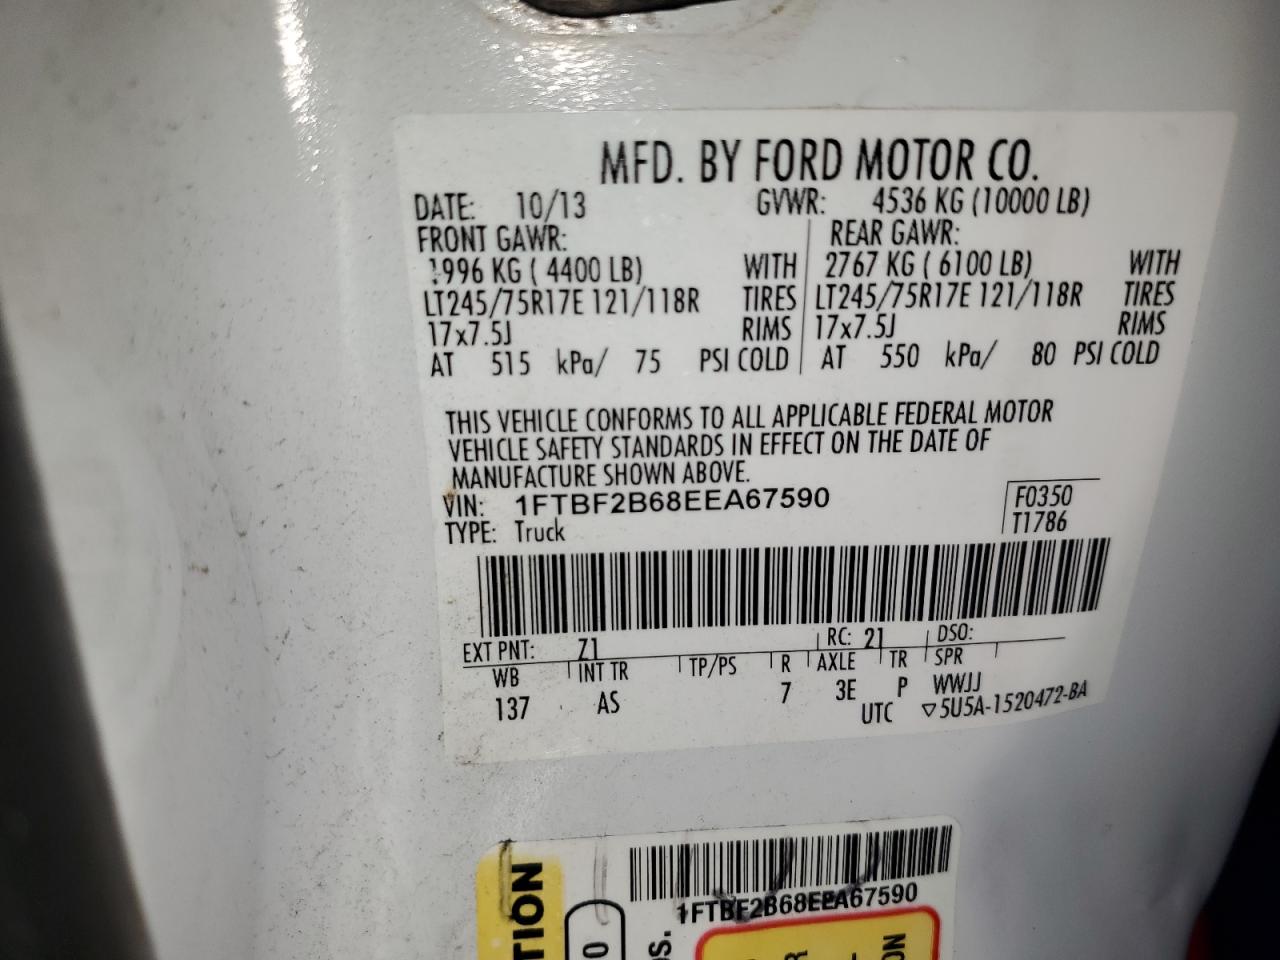 MFD. BY FORD MOTOR CO.
DATE: 10/13 GVWR: 4536 KG (10000 LB)
FRONT GAWR: REAR GAWR:
1996 KG ( 4400 LB) WITH 2767 KG ( 6100 LB) WITH
LT245/75R17E 121/118R TIRES LT245/75R17E 121/118R TIRES
17x7.5J RIMS 17x7.5J RIMS
AT 515 kPa/ 75 PSI COLD AT 550 kPa/ 80 PSI COLD
THIS VEHICLE CONFORMS TO ALL APPLICABLE FEDERAL MOTOR
VEHICLE SAFETY STANDARDS IN EFFECT ON THE DATE OF
MANUFACTURE SHOWN ABOVE.
VIN: 1FTBF2B68EEA67590 F0350
TYPE: Truck T1786
EXT PNT: Z1 RC: 21 DSO:
WB INT TR TP/PS R AXLE TR SPR
137 AS 7 3E P WWJJ
UTC ▽5U5A-1520472-BA
1FTBF2B68EEA67590